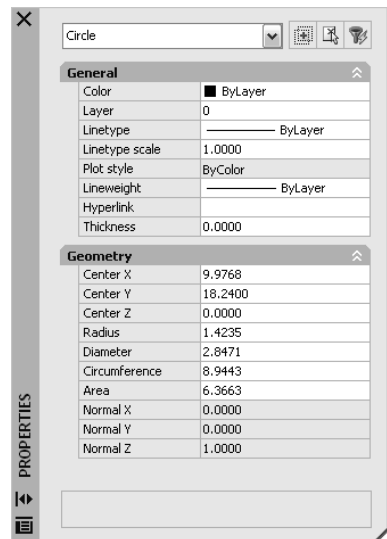 Circle
General
Color ByLayer
Layer 0
Linetype ByLayer
Linetype scale 1.0000
Plot style ByColor
Lineweight ByLayer
Hyperlink
Thickness 0.0000
Geometry
Center X 9.9768
Center Y 18.2400
Center Z 0.0000
Radius 1.4235
Diameter 2.8471
Circumference 8.9443
Area 6.3663
Normal X 0.0000
Normal Y 0.0000
Normal Z 1.0000
PROPERTIES